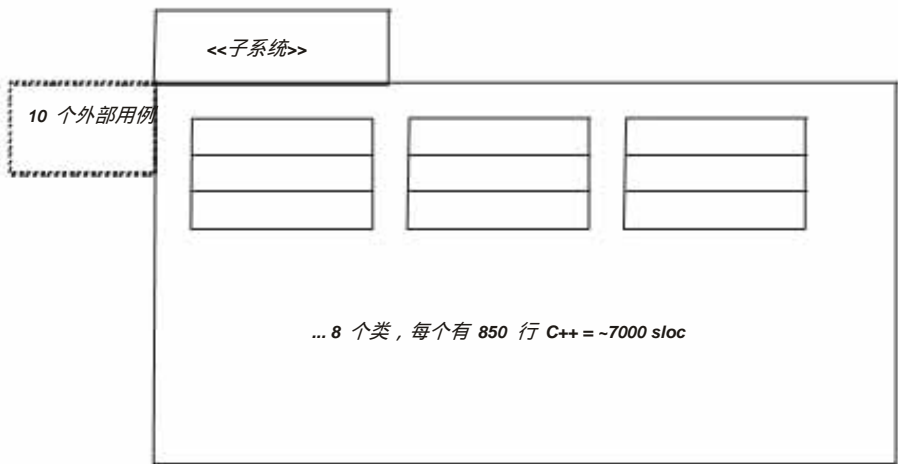 <<子系统>>
10 个外部用例
... 8 个类，每个有 850 行 C++ = ~7000 sloc